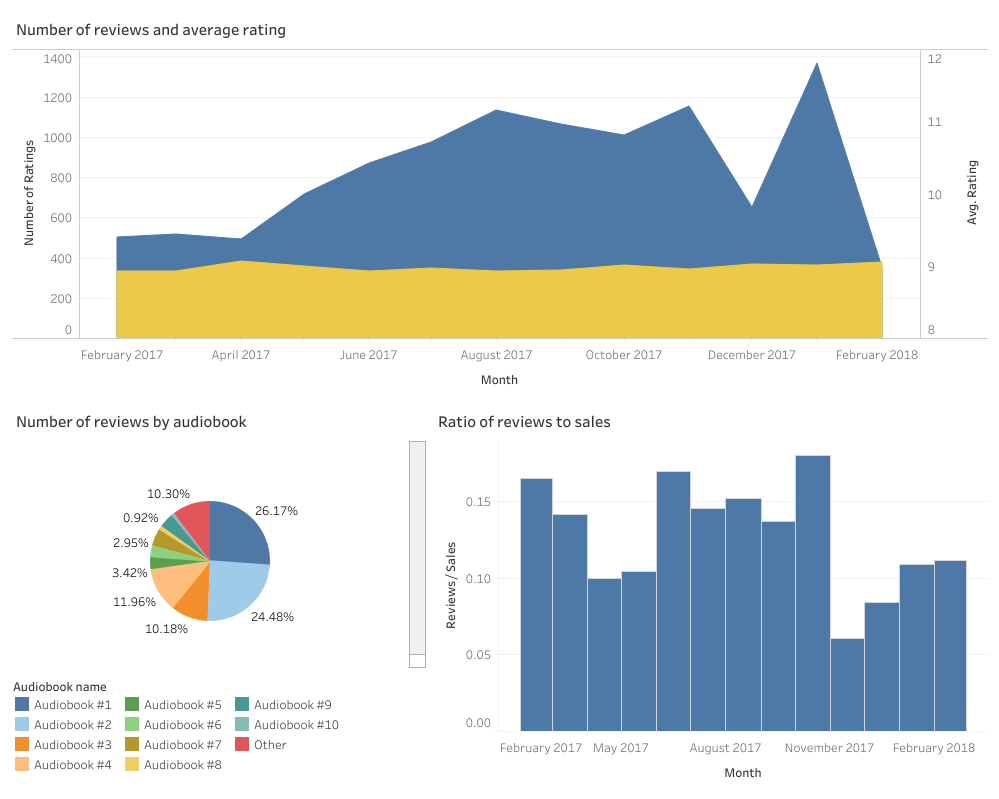 Number of reviews and average rating
1400
1200
1000
800
600
400
200
0
Number of Ratings
12
11
10
9
8
Avg. Rating
February 2017 April 2017 June 2017 August 2017 October 2017 December 2017 February 2018
Month
Number of reviews by audiobook
10.30%
26.17%
0.92%
2.95%
3.42%
11.96%
24.48%
10.18%
Audiobook name
Audiobook #1 Audiobook #5 Audiobook #9
Audiobook #2 Audiobook #6 Audiobook #10
Audiobook #3 Audiobook #7 Other
Audiobook #4 Audiobook #8
Ratio of reviews to sales
0.15
0.10
0.05
0.00
Reviews / Sales
February 2017 May 2017 August 2017 November 2017 February 2018
Month